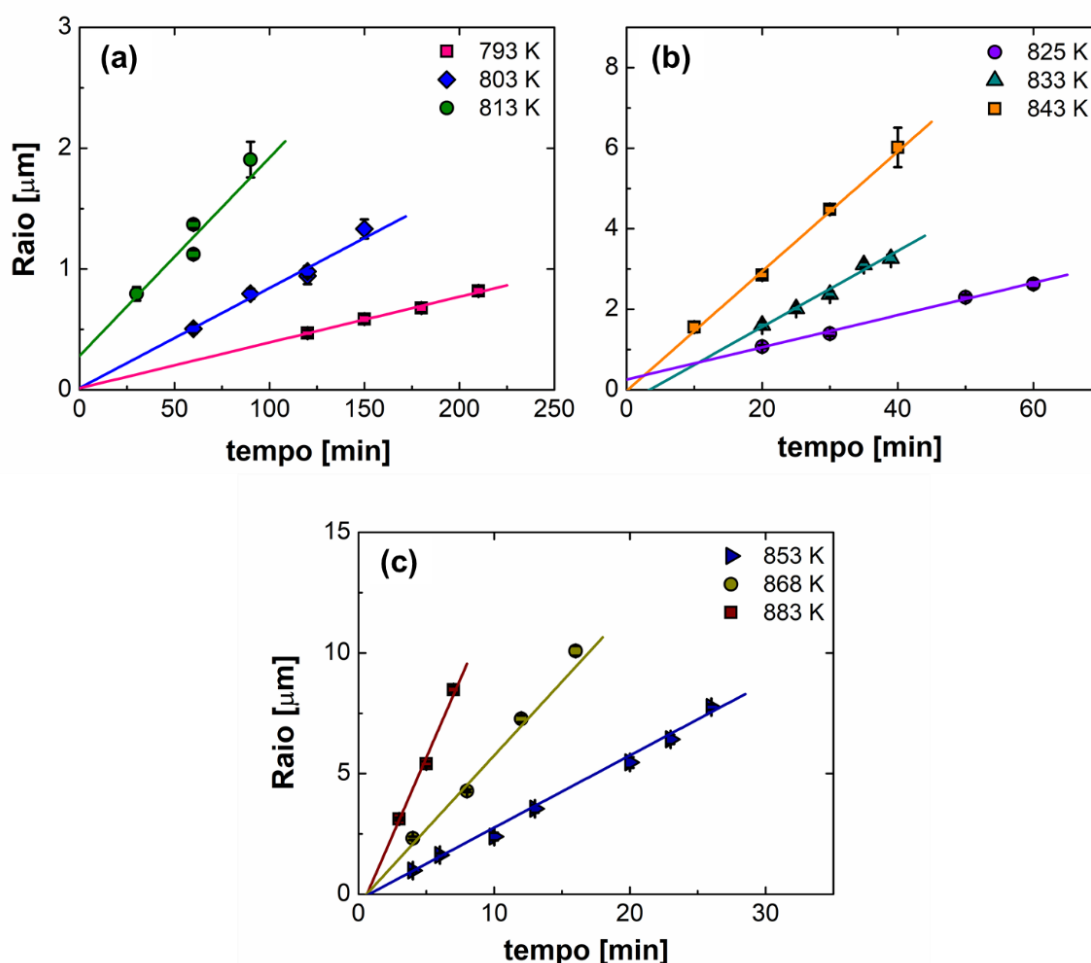 (a)
793 K
803 K
813 K
Raio [μm]
3
2
1
0
0 50 100 150 200 250
tempo [min]
(b)
825 K
833 K
843 K
8
6
4
2
0
0 20 40 60
tempo [min]
(c)
853 K
868 K
883 K
Raio [μm]
15
10
5
0
0 10 20 30
tempo [min]